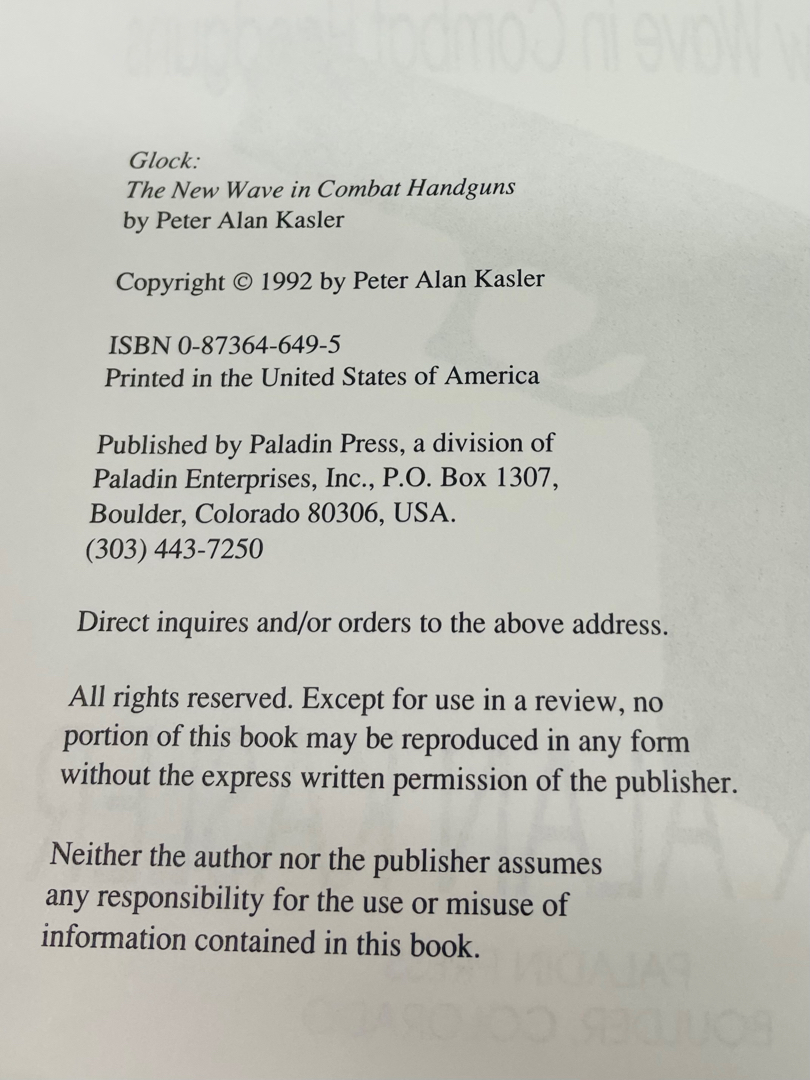 Glock:
The New Wave in Combat Handguns
by Peter Alan Kasler
Copyright © 1992 by Peter Alan Kasler
ISBN 0-87364-649-5
Printed in the United States of America
Published by Paladin Press, a division of
Paladin Enterprises, Inc., P.O. Box 1307,
Boulder, Colorado 80306, USA.
(303) 443-7250
Direct inquires and/or orders to the above address.
All rights reserved. Except for use in a review, no
portion of this book may be reproduced in any form
without the express written permission of the publisher.
Neither the author nor the publisher assumes
any responsibility for the use or misuse of
information contained in this book.